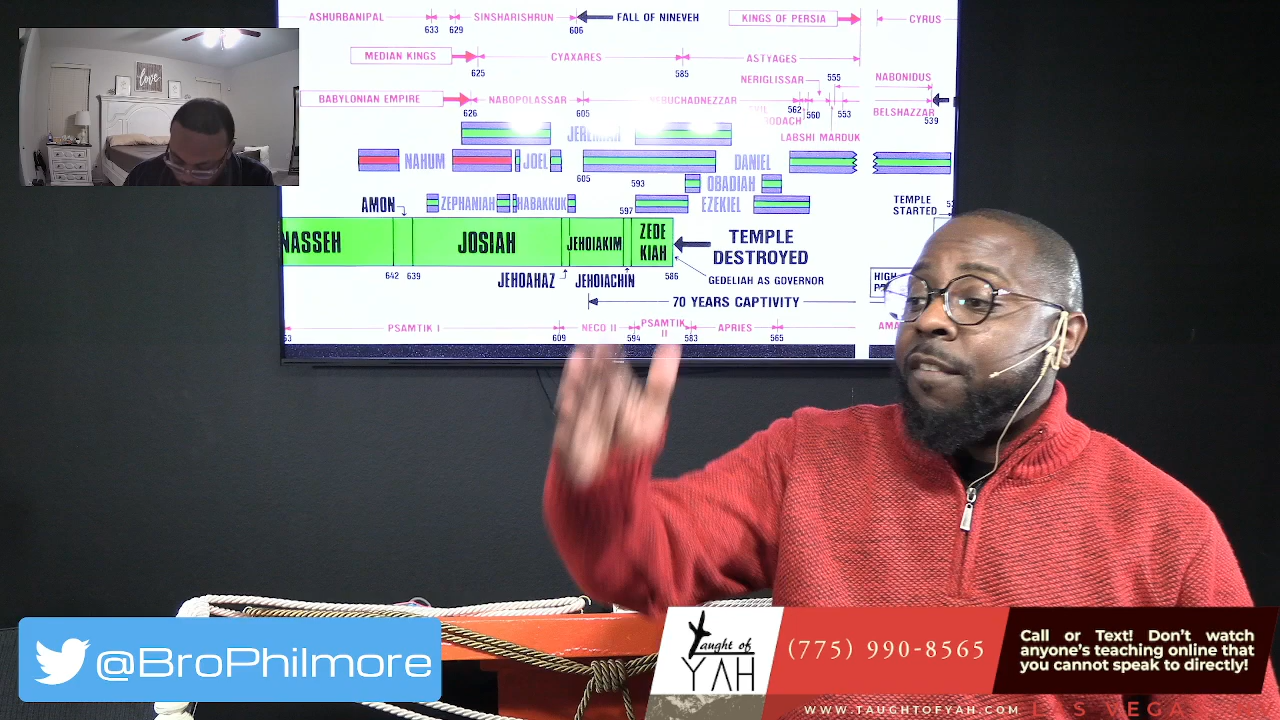 ASHURBANIPAL 633 629 SINSHARISHRUN 606 FALL OF NINEVEH KINGS OF PERSIA CYRUS
MEDIAN KINGS 625 CYAXARES 585 ASTYAGES
NERIGLISSAR 555 NABONIDUS
BABYLONIAN EMPIRE 626 NABOPOLASSAR 605 562 560 553 BELSHAZZAR 539
LABSHI MARDUK
NAHUM JOEL DANIEL
605 593 OBADIAH
AMON ZEPHANIAH HABAKKUK 597 EZEKIEL TEMPLE STARTED
NASSEH JOSIAH JEHOIAKIM ZEDE KIAH TEMPLE DESTROYED
642 639 JEHOAHAZ JEHOIACHIN 586 GEDELIAH AS GOVERNOR
70 YEARS CAPTIVITY
PSAMTIK I 609 NECO II 594 PSAMTIK II 583 APRIES 565
love
@BroPhilmore
taught of YAH
(775) 990-8565
Call or Text! Don't watch
anyone's teaching online that
you cannot speak to directly!
WWW.TAUGHTOFYAH.COM